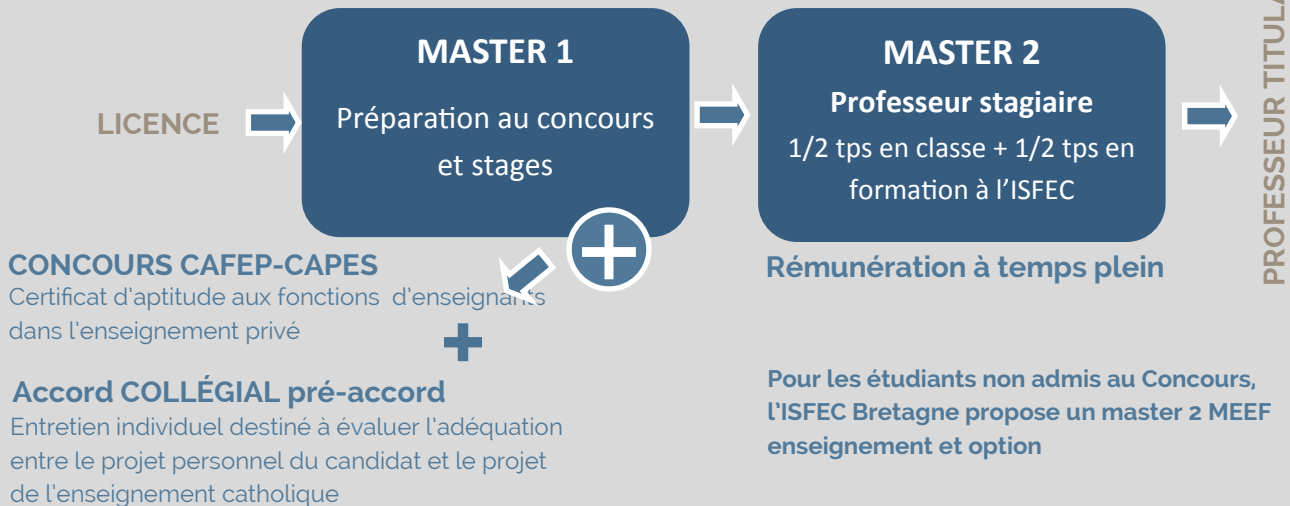 LICENCE
MASTER 1
Préparation au concours
et stages
MASTER 2
Professeur stagiaire
1/2 tps en classe + 1/2 tps en
formation à l'ISFEC
PROFESSEUR
CONCOURS CAFEP-CAPES
Certificat d'aptitude aux fonctions d'enseignants
dans l'enseignement privé
+
Accord COLLÉGIAL pré-accord
Entretien individuel destiné à évaluer l'adéquation
entre le projet personnel du candidat et le projet
de l'enseignement catholique
Rémunération à temps plein
Pour les étudiants non admis au Concours,
l'ISFEC Bretagne propose un master 2 MEEF
enseignement et option